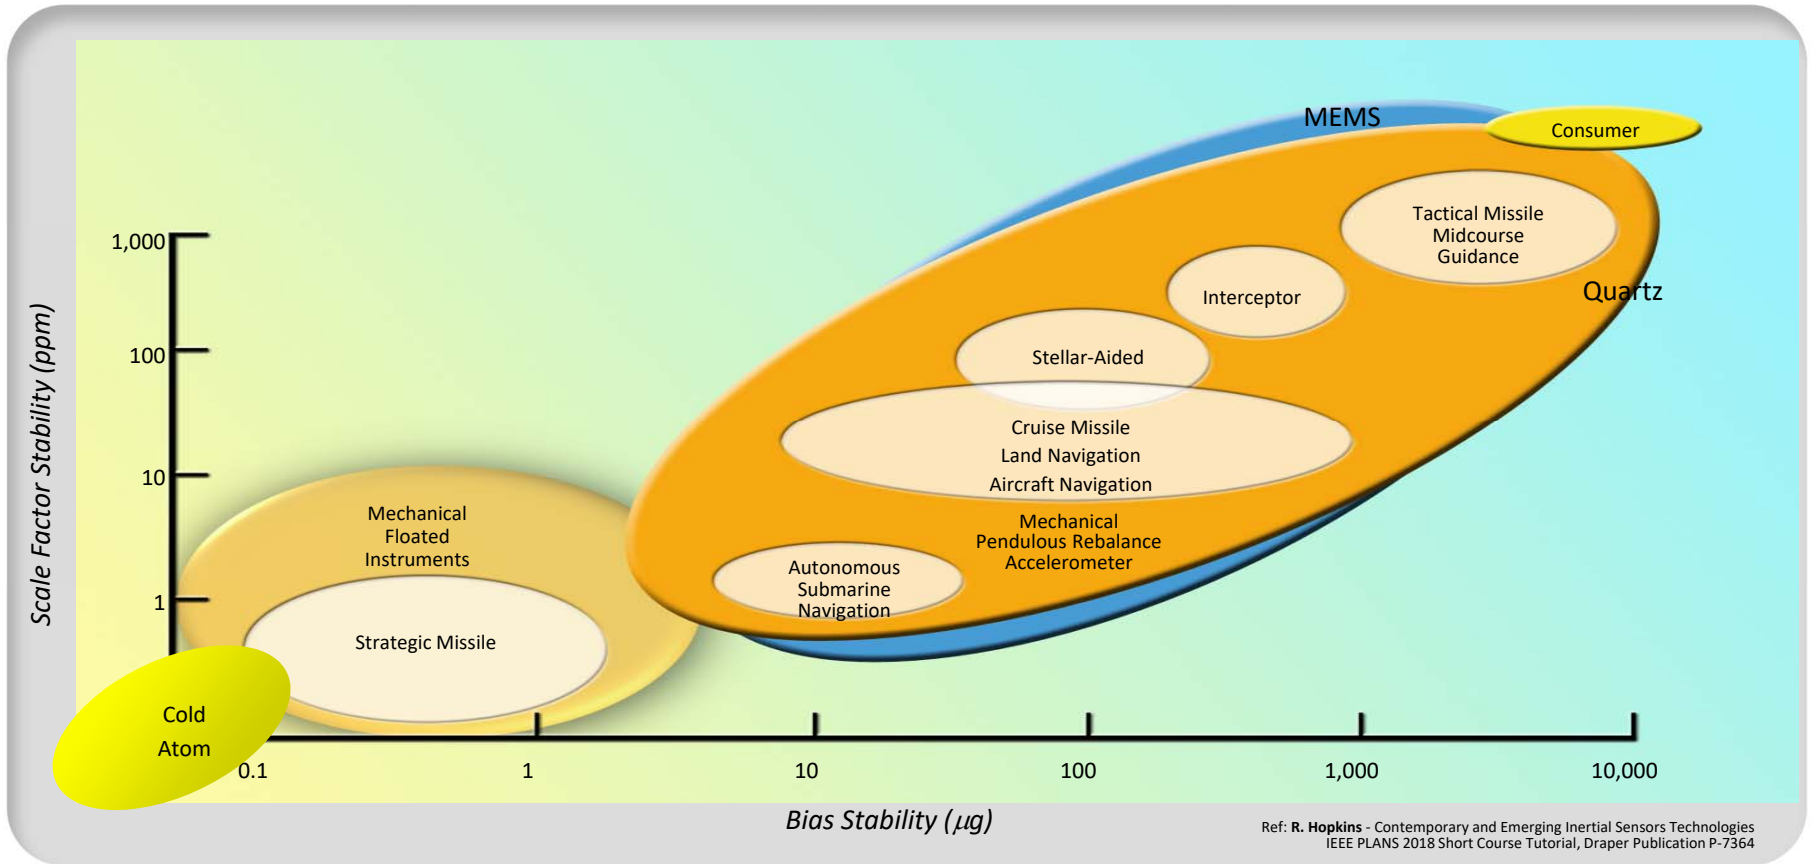 MEMS
Consumer
Tactical Missile
Midcourse
Guidance
1,000
Interceptor
Quartz
Stellar-Aided
100
Cruise Missile
Land Navigation
Aircraft Navigation
10
Mechanical
Floated
Instruments
Mechanical
Pendulous Rebalance
Accelerometer
Autonomous
Submarine
Navigation
1
Strategic Missile
Scale Factor Stability (ppm)
Cold
Atom
0.1
1
10
100
1,000
10,000
Bias Stability (μg)
Ref: R. Hopkins - Contemporary and Emerging Inertial Sensors Technologies
IEEE PLANS 2018 Short Course Tutorial, Draper Publication P-7364